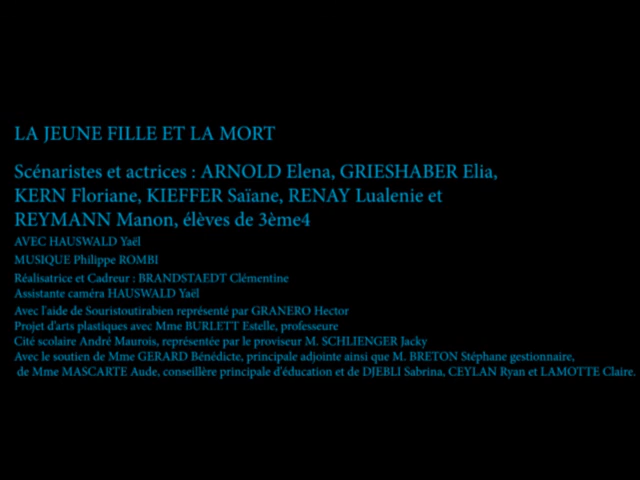 LA JEUNE FILLE ET LA MORT
Scénaristes et actrices : ARNOLD Elena, GRIESHABER Elia,
KERN Floriane, KIEFFER Saïane, RENAY Lualenie et
REYMANN Manon, élèves de 3ème4
AVEC HAUSWALD Yaël
MUSIQUE Philippe ROMBI
Réalisatrice et Cadreur : BRANDSTAEDT Clémentine
Assistante caméra HAUSWALD Yaël
Avec l'aide de Souristoutirabien représenté par GRANERO Hector
Projet d'arts plastiques avec Mme BURLETT Estelle, professeure
Cité scolaire André Maurois, représentée par le proviseur M. SCHLIENGER Jacky
Avec le soutien de Mme GERARD Bénédicte, principale adjointe ainsi que M. BRETON Stéphane gestionnaire,
de Mme MASCARTE Aude, conseillère principale d'éducation et de DJEBLI Sabrina, CEYLAN Ryan et LAMOTTE Claire.